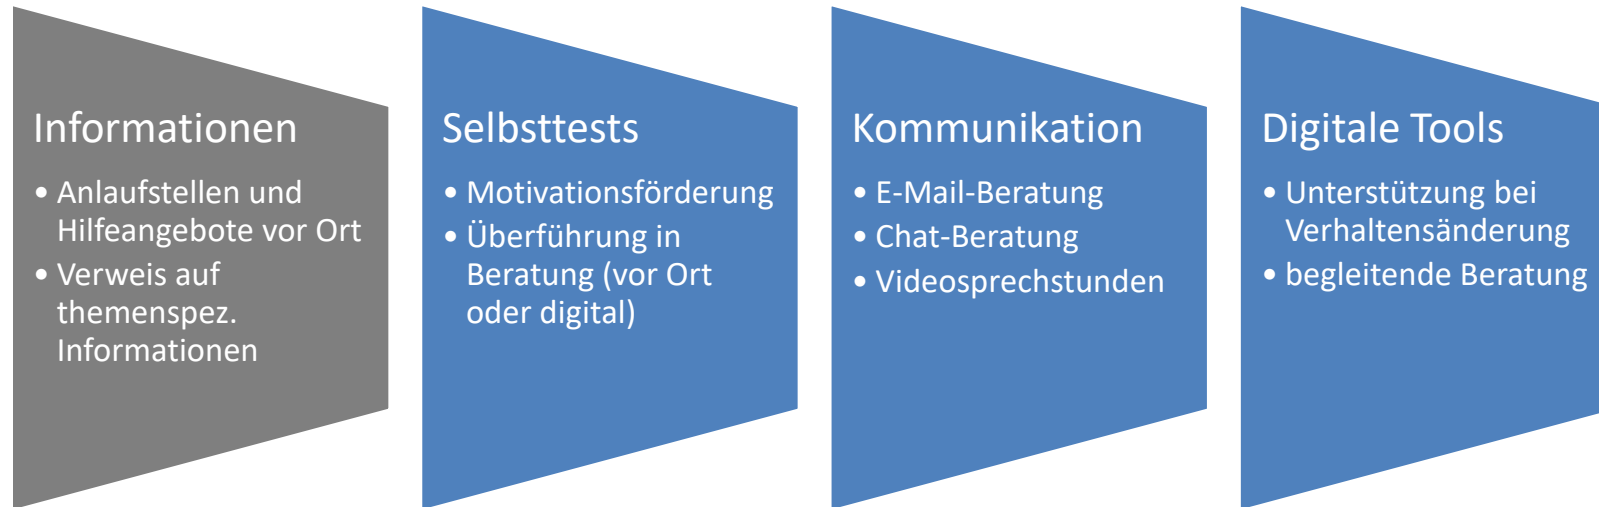 Informationen
• Anlaufstellen und
Hilfeangebote vor Ort
• Verweis auf
themenspez.
Informationen
Selbsttests
• Motivationsförderung
• Überführung in
Beratung (vor Ort
oder digital)
Kommunikation
• E-Mail-Beratung
• Chat-Beratung
• Videosprechstunden
Digitale Tools
• Unterstützung bei
Verhaltensänderung
• begleitende Beratung